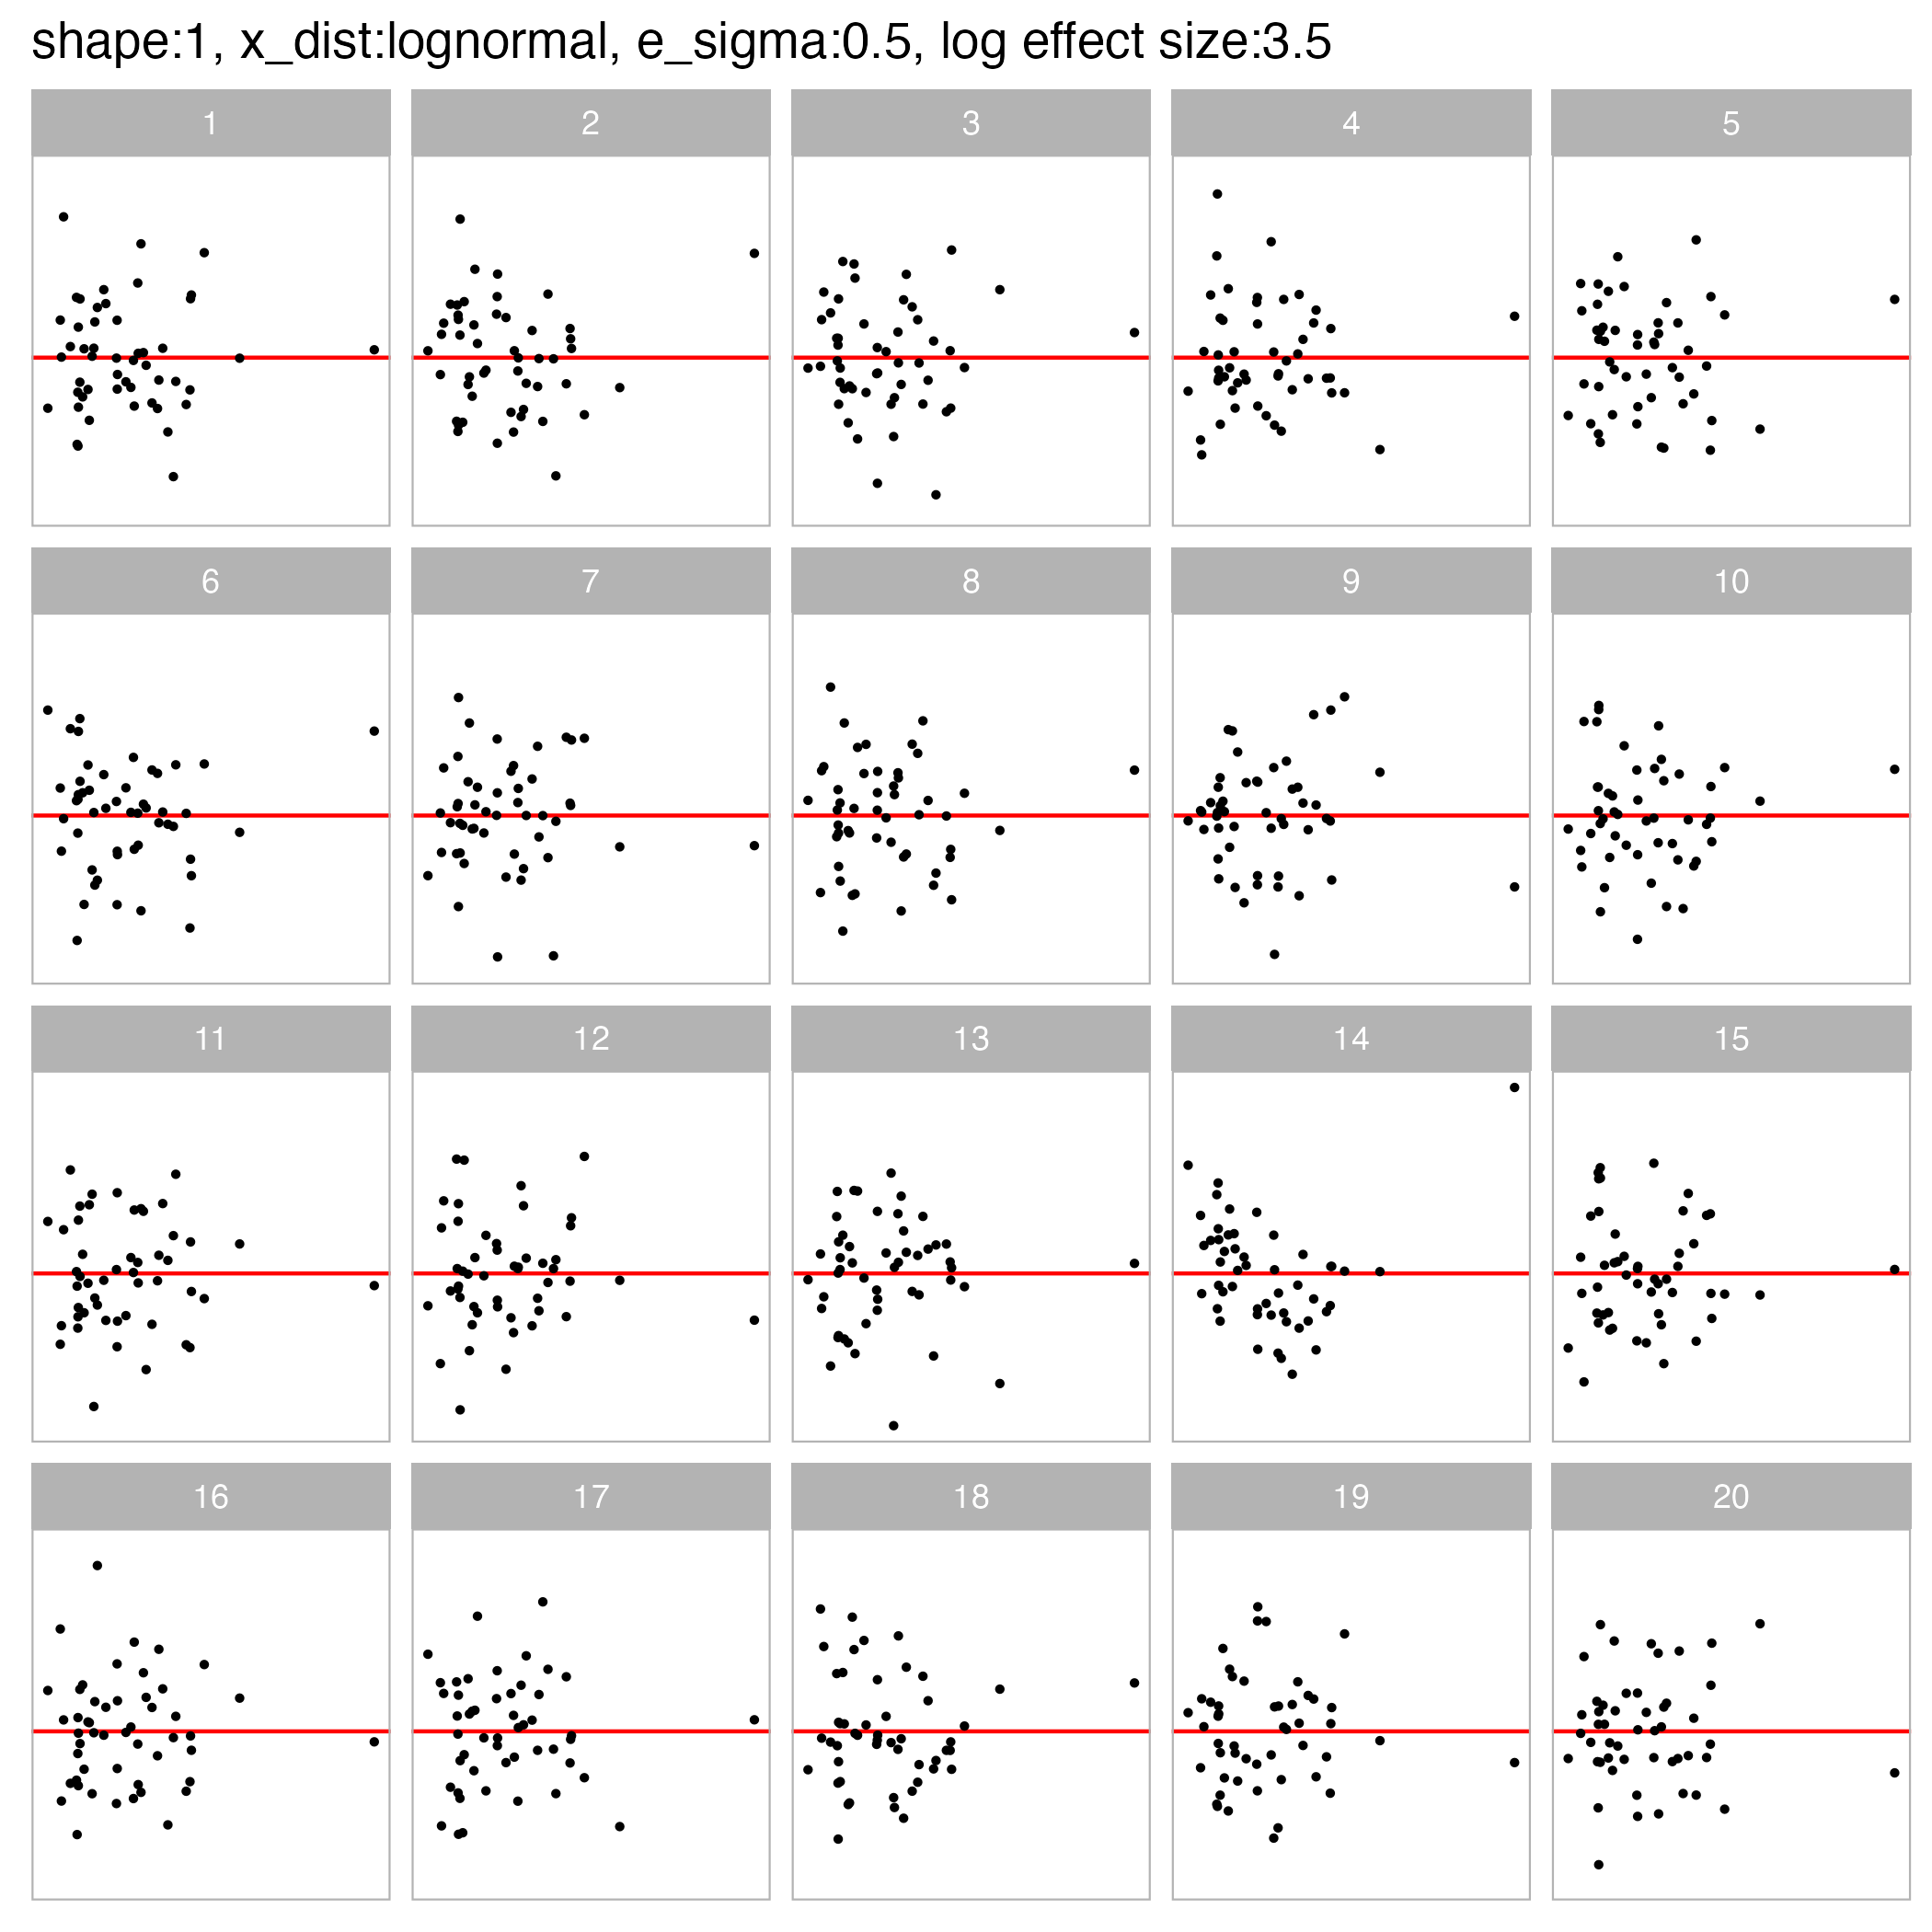 shape:1, x_dist:lognormal, e_sigma:0.5, log effect size:3.5
1 2 3 4 5
6 7 8 9 10
11 12 13 14 15
16 17 18 19 20